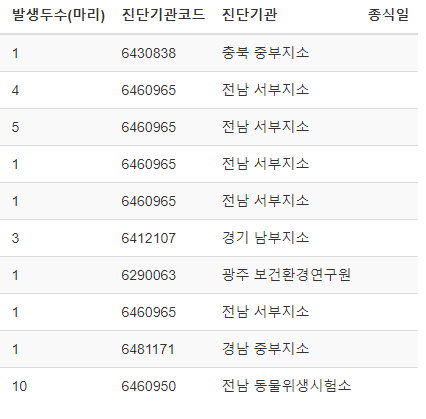 발생두수(마리) 진단기관코드 진단기관 종식일
1 6430838 충북 중부지소
4 6460965 전남 서부지소
5 6460965 전남 서부지소
1 6460965 전남 서부지소
1 6460965 전남 서부지소
3 6412107 경기 남부지소
1 6290063 광주 보건환경연구원
1 6460965 전남 서부지소
1 6481171 경남 중부지소
10 6460950 전남 동물위생시험소